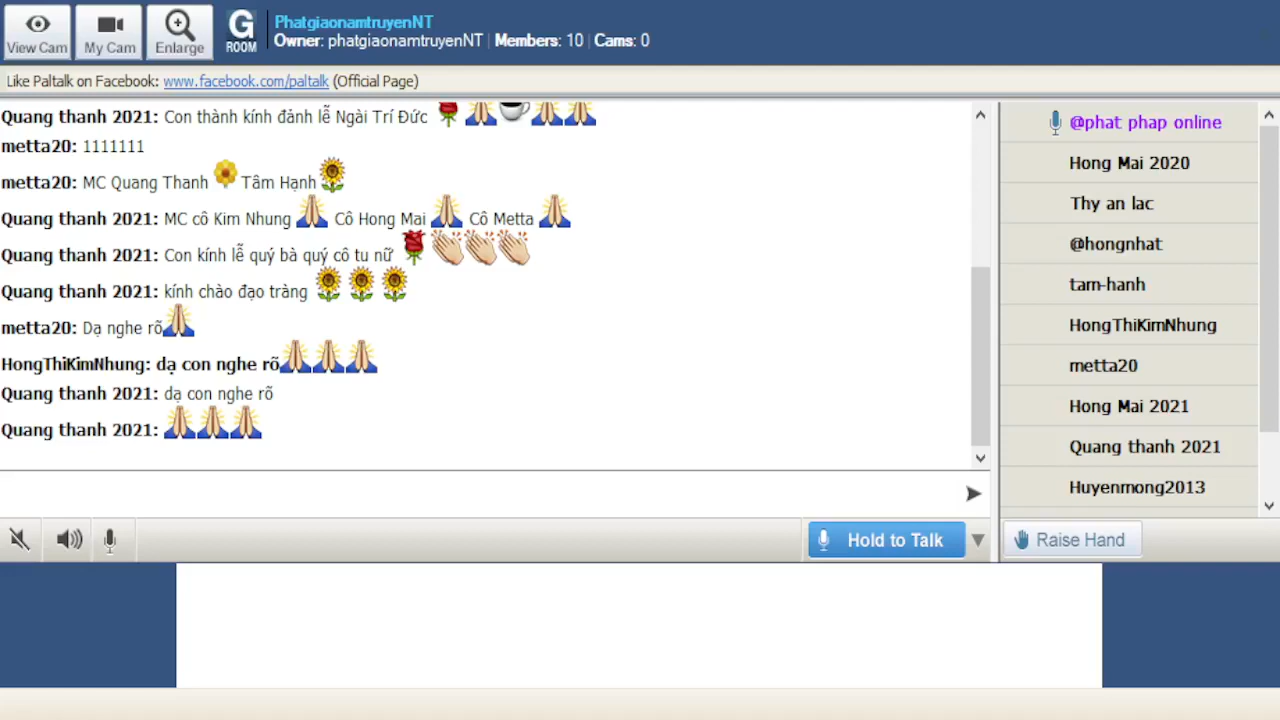 View Cam
My Cam
Enlarge
G
ROOM
PhatgiaonamtruyenNT
Owner: phatgiaonamtruyenNT | Members: 10 | Cams: 0
Like Paltalk on Facebook: www.facebook.com/paltalk (Official Page)
Quang thanh 2021: Con thành kính đảnh lễ Ngài Trí Đức
metta20: 1111111
metta20: MC Quang Thanh Tâm Hạnh
Quang thanh 2021: MC cô Kim Nhung Cô Hong Mai Cô Metta
Quang thanh 2021: Con kính lễ quý bà quý cô tu nữ
Quang thanh 2021: kính chào đạo tràng
metta20: Dạ nghe rõ
HongThiKimNhung: dạ con nghe rõ
Quang thanh 2021: dạ con nghe rõ
Quang thanh 2021:
@phat phap online
Hong Mai 2020
Thy an lac
@hongnhat
tam-hanh
HongThiKimNhung
metta20
Hong Mai 2021
Quang thanh 2021
Huyenmong2013
Hold to Talk
Raise Hand